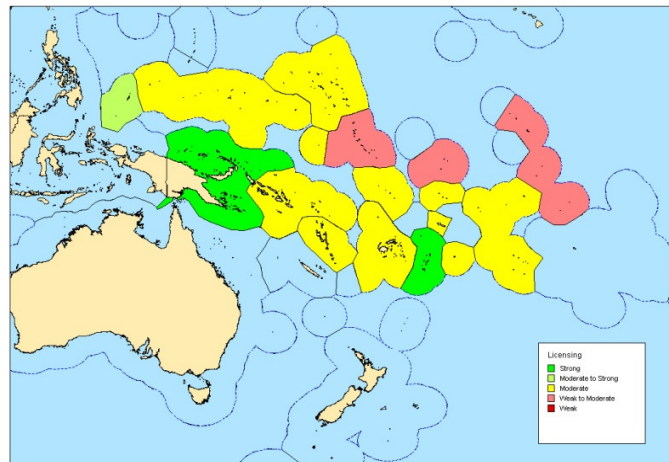 Licensing
Strong
Moderate to Strong
Moderate
Weak to Moderate
Weak